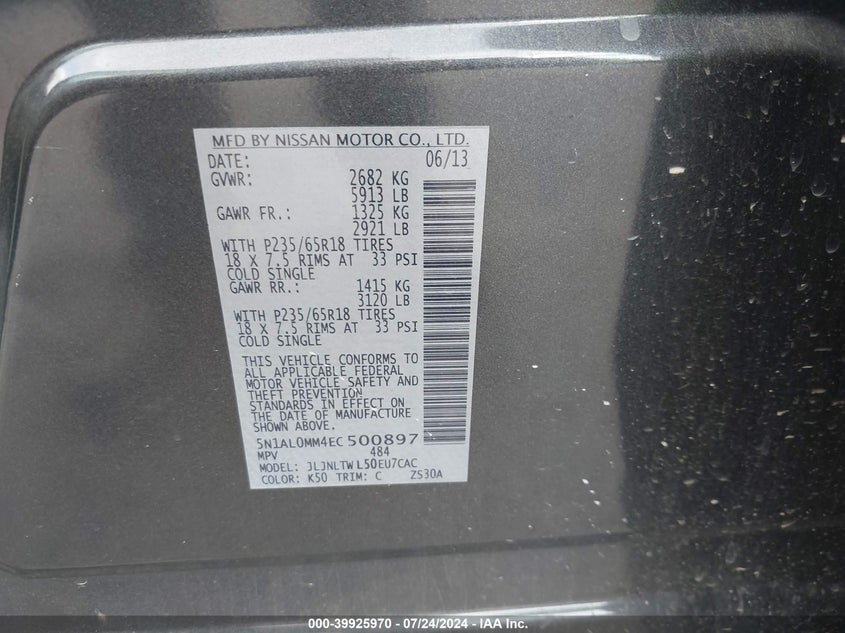 MFD BY NISSAN MOTOR CO., LTD.
DATE: 06/13
GVWR: 2682 KG
5913 LB
GAWR FR.: 1325 KG
2921 LB
WITH P235/65R18 TIRES
18 X 7.5 RIMS AT 33 PSI
COLD SINGLE
GAWR RR.: 1415 KG
3120 LB
WITH P235/65R18 TIRES
18 X 7.5 RIMS AT 33 PSI
COLD SINGLE
THIS VEHICLE CONFORMS TO
ALL APPLICABLE FEDERAL
MOTOR VEHICLE SAFETY AND
THEFT PREVENTION
STANDARDS IN EFFECT ON
THE DATE OF MANUFACTURE
SHOWN ABOVE.
5N1AL0MM4EC500897
MPV 484
MODEL: JLJNLTW L50EU7CAC
COLOR: K50 TRIM: C ZS30A
000-39925970 - 07/24/2024 - IAA Inc.